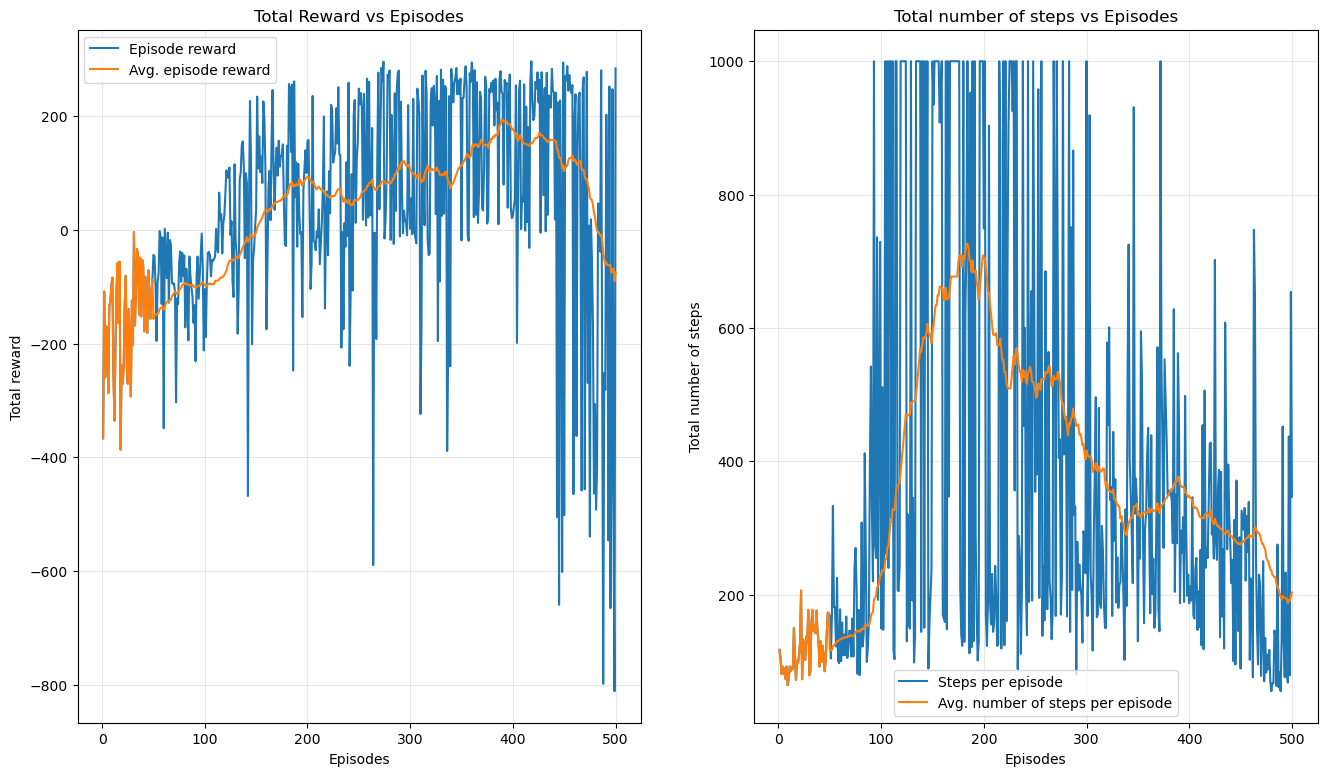 Total Reward vs Episodes
Episode reward
Avg. episode reward
200
0
−200
−400
−600
−800
Total reward
0
100
200
300
400
500
Episodes
Total number of steps vs Episodes
1000
800
600
400
200
Total number of steps
Steps per episode
Avg. number of steps per episode
0
100
200
300
400
500
Episodes